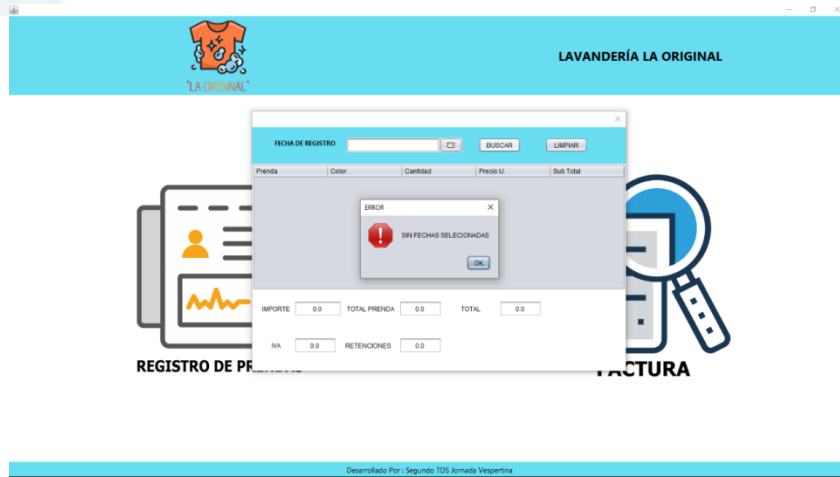 "LA ORIGINAL"
LAVANDERÍA LA ORIGINAL
FECHA DE REGISTRO
BUSCAR
LIMPIAR
Prenda Color Cantidad Precio U. Sub Total
ERROR
SIN FECHAS SELECIONADAS
OK
IMPORTE 0.0 TOTAL PRENDA 0.0 TOTAL 0.0
IVA 0.0 RETENCIONES 0.0
REGISTRO DE PRENDAS
FACTURA
Desarrollado Por : Segundo TDS Jornada Vespertina